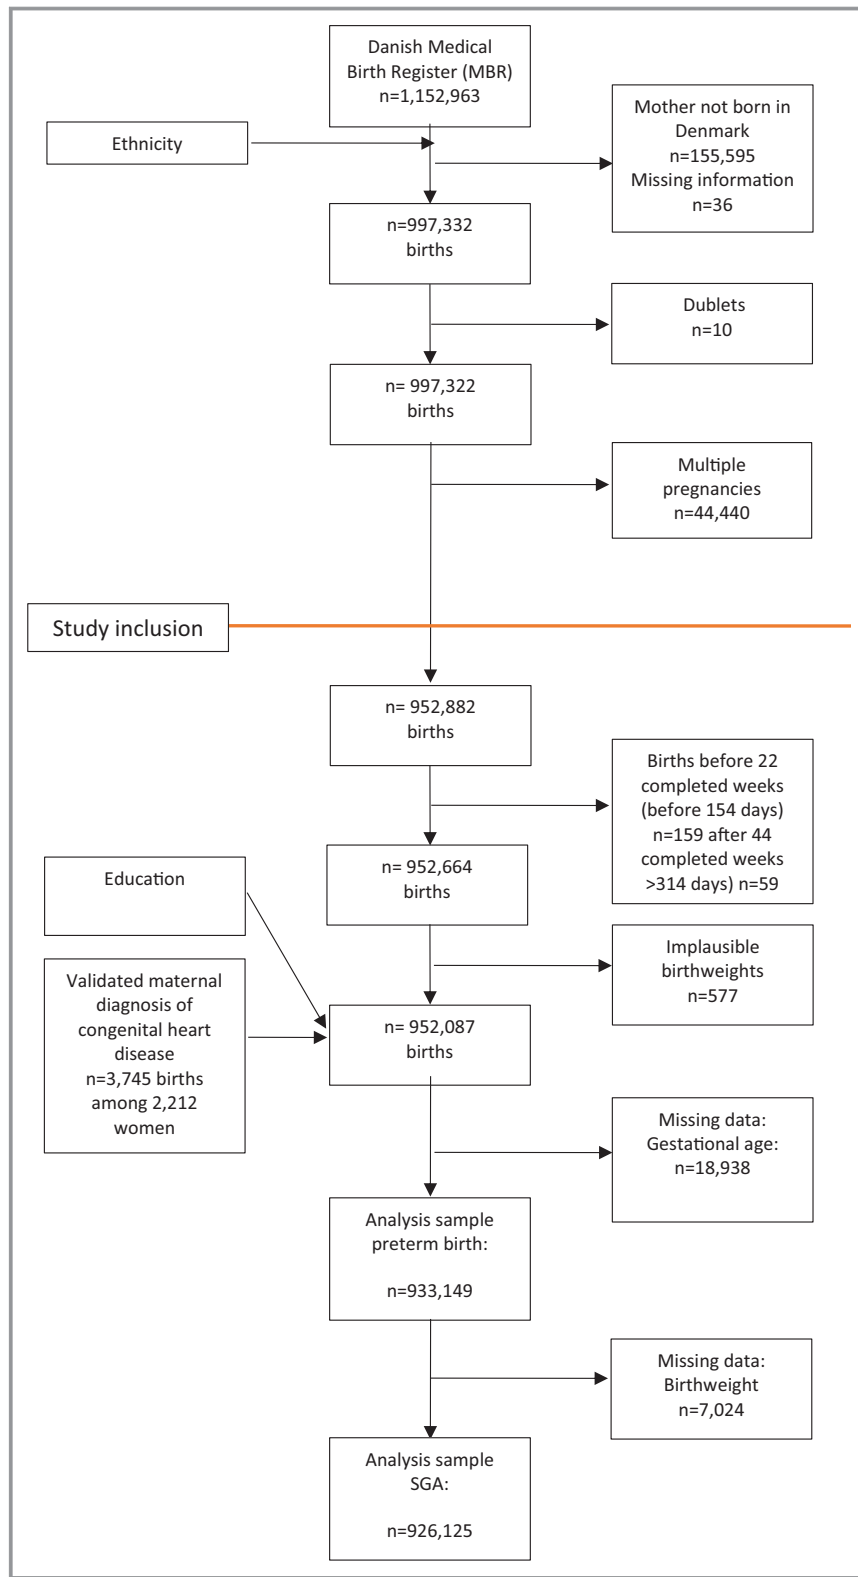 Danish Medical
Birth Register (MBR)
n=1,152,963
Ethnicity
Mother not born in
Denmark
n=155,595
Missing information
n=36
n=997,332
births
Dublets
n=10
n= 997,322
births
Multiple
pregnancies
n=44,440
Study inclusion
n= 952,882
births
Births before 22
completed weeks
(before 154 days)
n=159 after 44
completed weeks
>314 days) n=59
n= 952,664
births
Education
Implausible
birthweights
n=577
Validated maternal
diagnosis of
congenital heart
disease
n=3,745 births
among 2,212
women
n= 952,087
births
Missing data:
Gestational age:
n=18,938
Analysis sample
preterm birth:
n=933,149
Missing data:
Birthweight
n=7,024
Analysis sample
SGA:
n=926,125